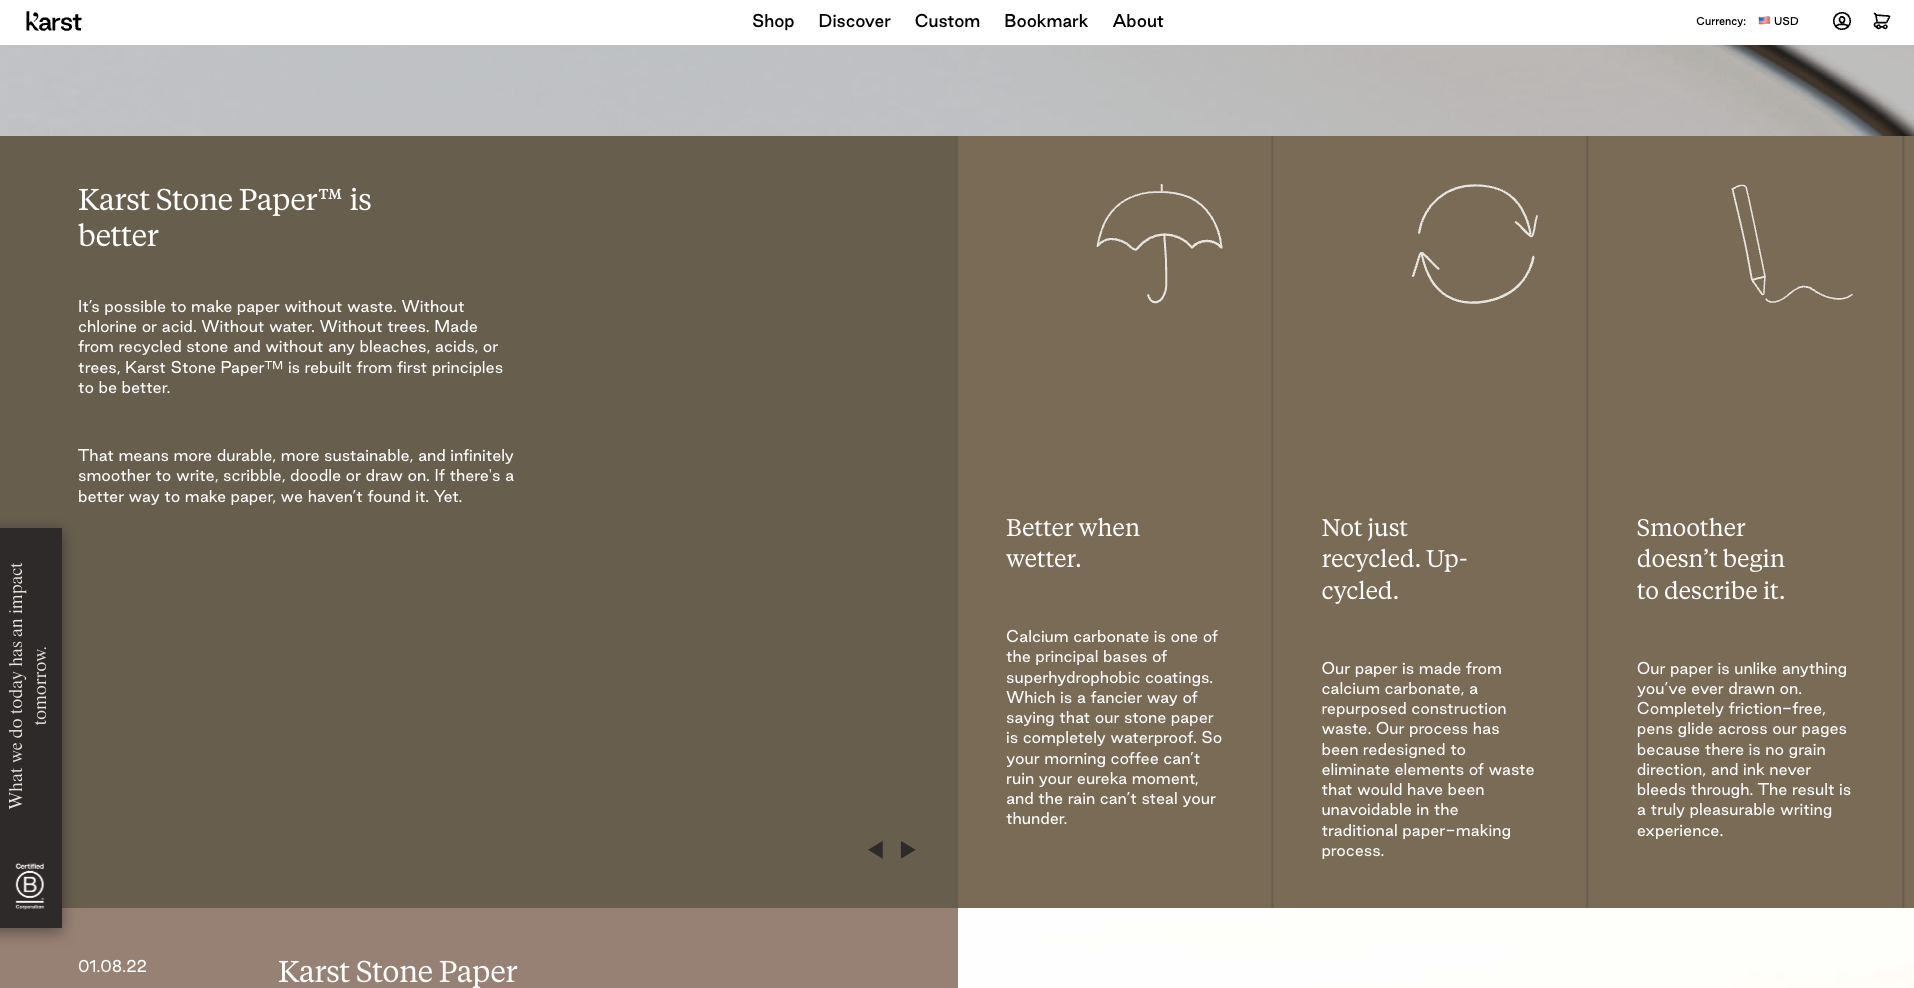 Karst
Shop
Discover
Custom
Bookmark
About
Currency:
USD
Karst Stone Paper™ is
better
It’s possible to make paper without waste. Without
chlorine or acid. Without water. Without trees. Made
from recycled stone and without any bleaches, acids, or
trees, Karst Stone Paper™ is rebuilt from first principles
to be better.
That means more durable, more sustainable, and infinitely
smoother to write, scribble, doodle or draw on. If there's a
better way to make paper, we haven’t found it. Yet.
Better when
wetter.
Calcium carbonate is one of
the principal bases of
superhydrophobic coatings.
Which is a fancier way of
saying that our stone paper
is completely waterproof. So
your morning coffee can’t
ruin your eureka moment,
and the rain can’t steal your
thunder.
Not just
recycled. Up-
cycled.
Our paper is made from
calcium carbonate, a
repurposed construction
waste. Our process has
been redesigned to
eliminate elements of waste
that would have been
unavoidable in the
traditional paper-making
process.
Smoother
doesn’t begin
to describe it.
Our paper is unlike anything
you’ve ever drawn on.
Completely friction-free,
pens glide across our pages
because there is no grain
direction, and ink never
bleeds through. The result is
a truly pleasurable writing
experience.
What we do today has an impact
tomorrow.
Certified
B
Corporation
01.08.22
Karst Stone Paper